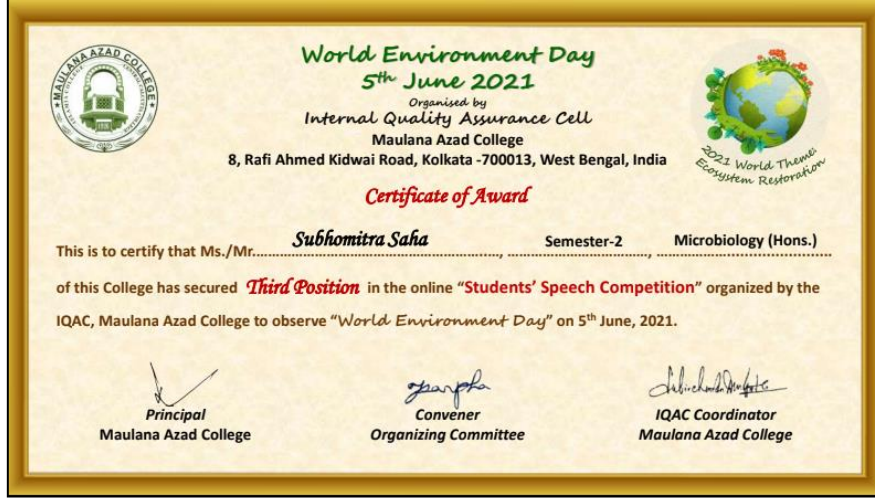 MAULANA AZAD COLLEGE
World Environment Day
5th June 2021
Organised by
Internal Quality Assurance Cell
Maulana Azad College
8, Rafi Ahmed Kidwai Road, Kolkata -700013, West Bengal, India
2021 World Theme:
Ecosystem Restoration
Certificate of Award
This is to certify that Ms./Mr. Subhomitra Saha, Semester-2, Microbiology (Hons.)
of this College has secured Third Position in the online “Students’ Speech Competition” organized by the
IQAC, Maulana Azad College to observe “World Environment Day” on 5th June, 2021.
Principal
Maulana Azad College
Convener
Organizing Committee
IQAC Coordinator
Maulana Azad College